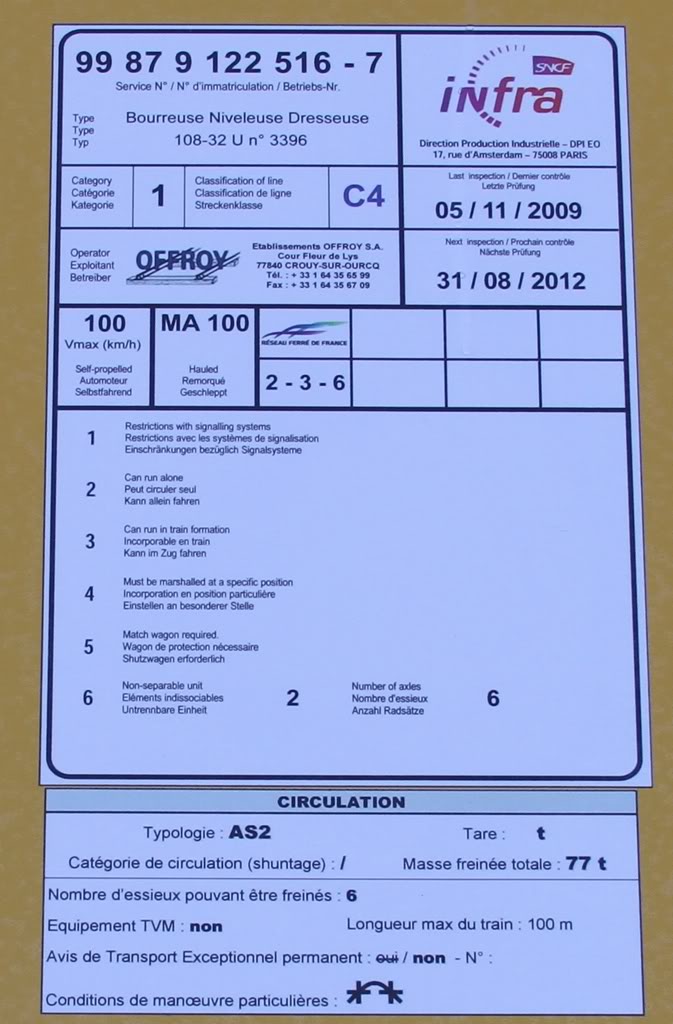 99 87 9 122 516 - 7
Service N° / N° d'immatriculation / Betriebs-Nr.
Type
Type
Typ
Bourreuse Niveleuse Dresseuse
108-32 U n° 3396
SNCF
infra
Direction Production Industrielle – DPI EO
17, rue d'Amsterdam – 75008 PARIS
Category
Catégorie
Kategorie
1
Classification of line
Classification de ligne
Streckenklasse
C4
Last inspection / Dernier contrôle
Letzte Prüfung
05 / 11 / 2009
Operator
Exploitant
Betreiber
OFFROY
Etablissements OFFROY S.A.
Cour Fleur de Lys
77840 CROUY-SUR-OURCQ
Tél. : + 33 1 64 35 65 99
Fax : + 33 1 64 35 67 09
Next inspection / Prochain contrôle
Nächste Prüfung
31 / 08 / 2012
100
Vmax (km/h)
Self-propelled
Automoteur
Selbstfahrend
MA 100
Hauled
Remorqué
Geschleppt
RÉSEAU FERRÉ DE FRANCE
2 - 3 - 6
1
Restrictions with signalling systems
Restrictions avec les systèmes de signalisation
Einschränkungen bezüglich Signalsysteme
2
Can run alone
Peut circuler seul
Kann allein fahren
3
Can run in train formation
Incorporable en train
Kann im Zug fahren
4
Must be marshalled at a specific position
Incorporation en position particulière
Einstellen an besonderer Stelle
5
Match wagon required.
Wagon de protection nécessaire
Shutzwagen erforderlich
6
Non-separable unit
Eléments indissociables
Untrennbare Einheit
2
Number of axles
Nombre d'essieux
Anzahl Radsätze
6
CIRCULATION
Typologie : AS2
Tare : t
Catégorie de circulation (shuntage) : /
Masse freinée totale : 77 t
Nombre d'essieux pouvant être freinés : 6
Equipement TVM : non
Longueur max du train : 100 m
Avis de Transport Exceptionnel permanent : oui / non - N° :
Conditions de manœuvre particulières :